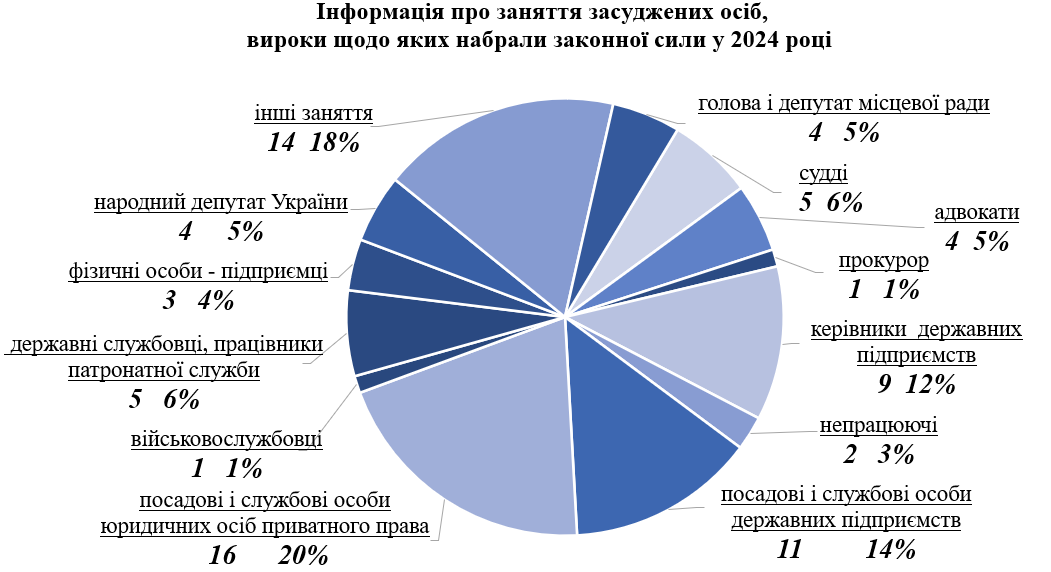 Інформація про заняття засуджених осіб,
вироки щодо яких набрали законної сили у 2024 році
голова і депутат місцевої ради
4 5%
судді
5 6%
адвокати
4 5%
прокурор
1 1%
керівники державних
підприємств
9 12%
непрацюючі
2 3%
посадові і службові особи
державних підприємств
11 14%
посадові і службові особи
юридичних осіб приватного права
16 20%
військовослужбовці
1 1%
державні службовці, працівники
патронатної служби
5 6%
фізичні особи - підприємці
3 4%
народний депутат України
4 5%
інші заняття
14 18%